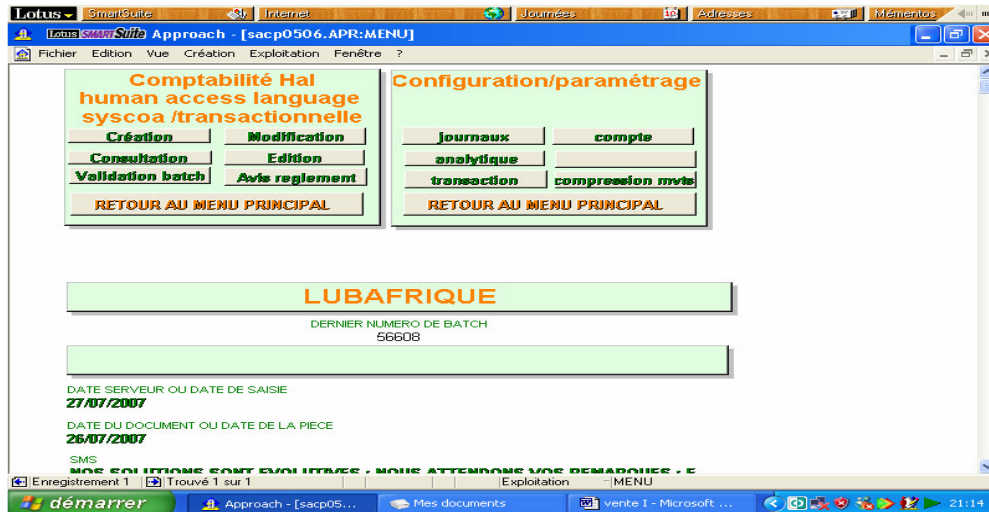 Lotus SmartSuite Internet Journées Adresses Mémentos
Lotus SMARTSuite Approach - [sacp0506.APR:MENU]
Fichier Edition Vue Création Exploitation Fenêtre ?
Comptabilité Hal
human access language
syscoa /transactionnelle
Création Modification
Consultation Edition
Validation batch Avis reglement
RETOUR AU MENU PRINCIPAL
Configuration/paramétrage
journaux compte
analytique
transaction compression mvts
RETOUR AU MENU PRINCIPAL
LUBAFRIQUE
DERNIER NUMERO DE BATCH
56608
DATE SERVEUR OU DATE DE SAISIE
27/07/2007
DATE DU DOCUMENT OU DATE DE LA PIECE
26/07/2007
SMS
NOS SOLUTIONS SONT EVOLUTIVES , NOUS ATTENDONS VOS REMARQUES , E
Enregistrement 1 Trouvé 1 sur 1 Exploitation MENU
démarrer Approach - [sacp05... Mes documents vente I - Microsoft ... 21:14